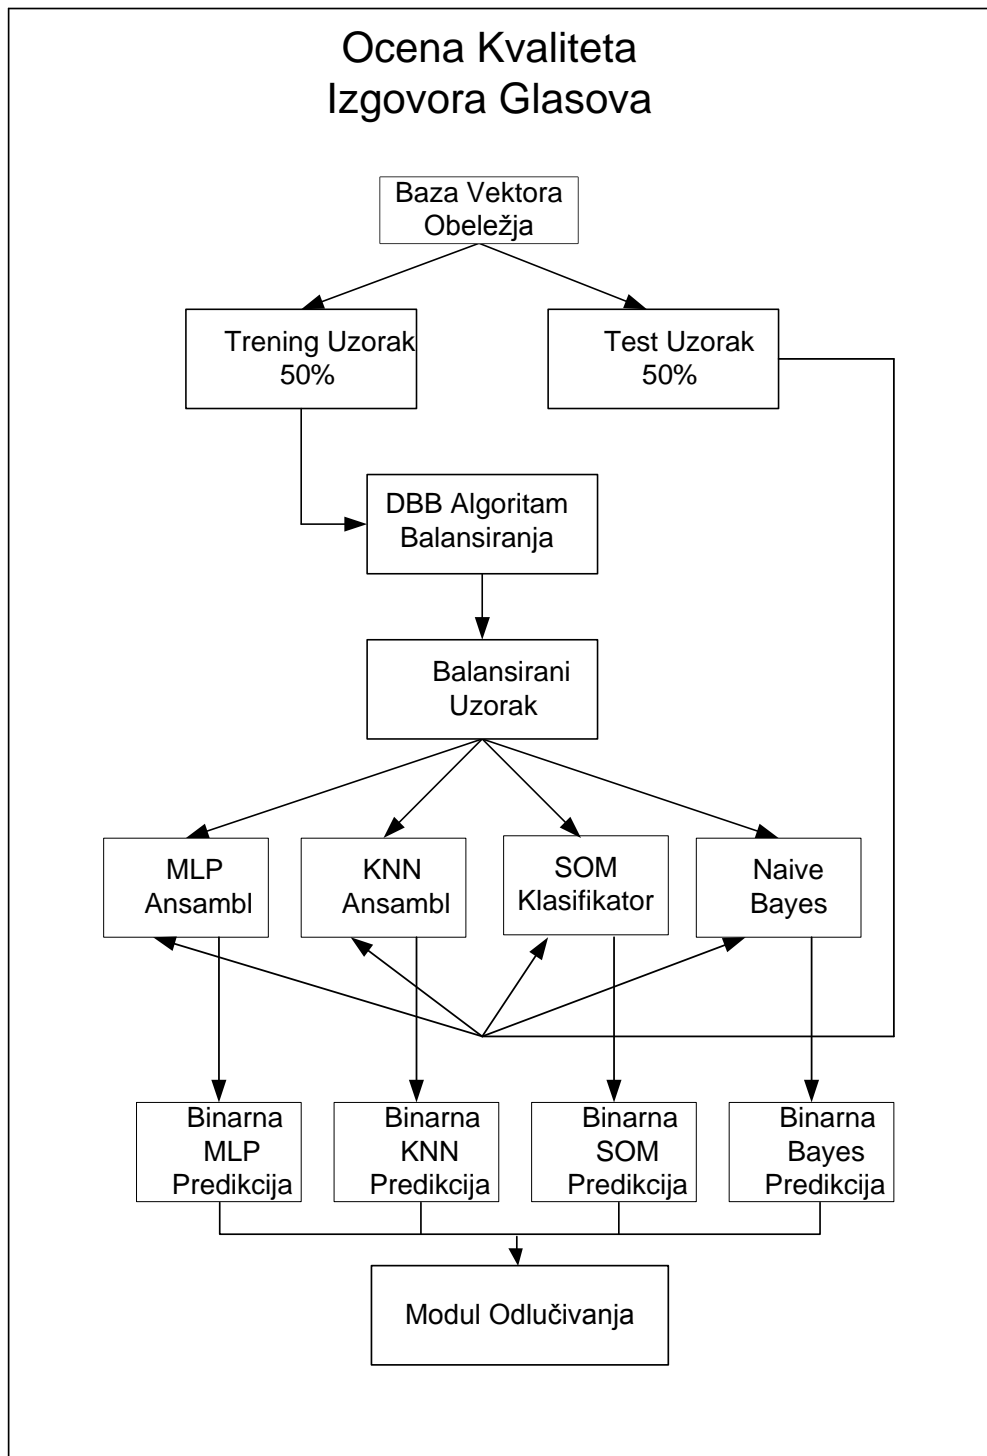 Ocena Kvaliteta
Izgovora Glasova
Baza Vektora
Obeležja
Trening Uzorak
50%
Test Uzorak
50%
DBB Algoritam
Balansiranja
Balansirani
Uzorak
MLP
Ansambl
KNN
Ansambl
SOM
Klasifikator
Naive
Bayes
Binarna
MLP
Predikcija
Binarna
KNN
Predikcija
Binarna
SOM
Predikcija
Binarna
Bayes
Predikcija
Modul Odlučivanja